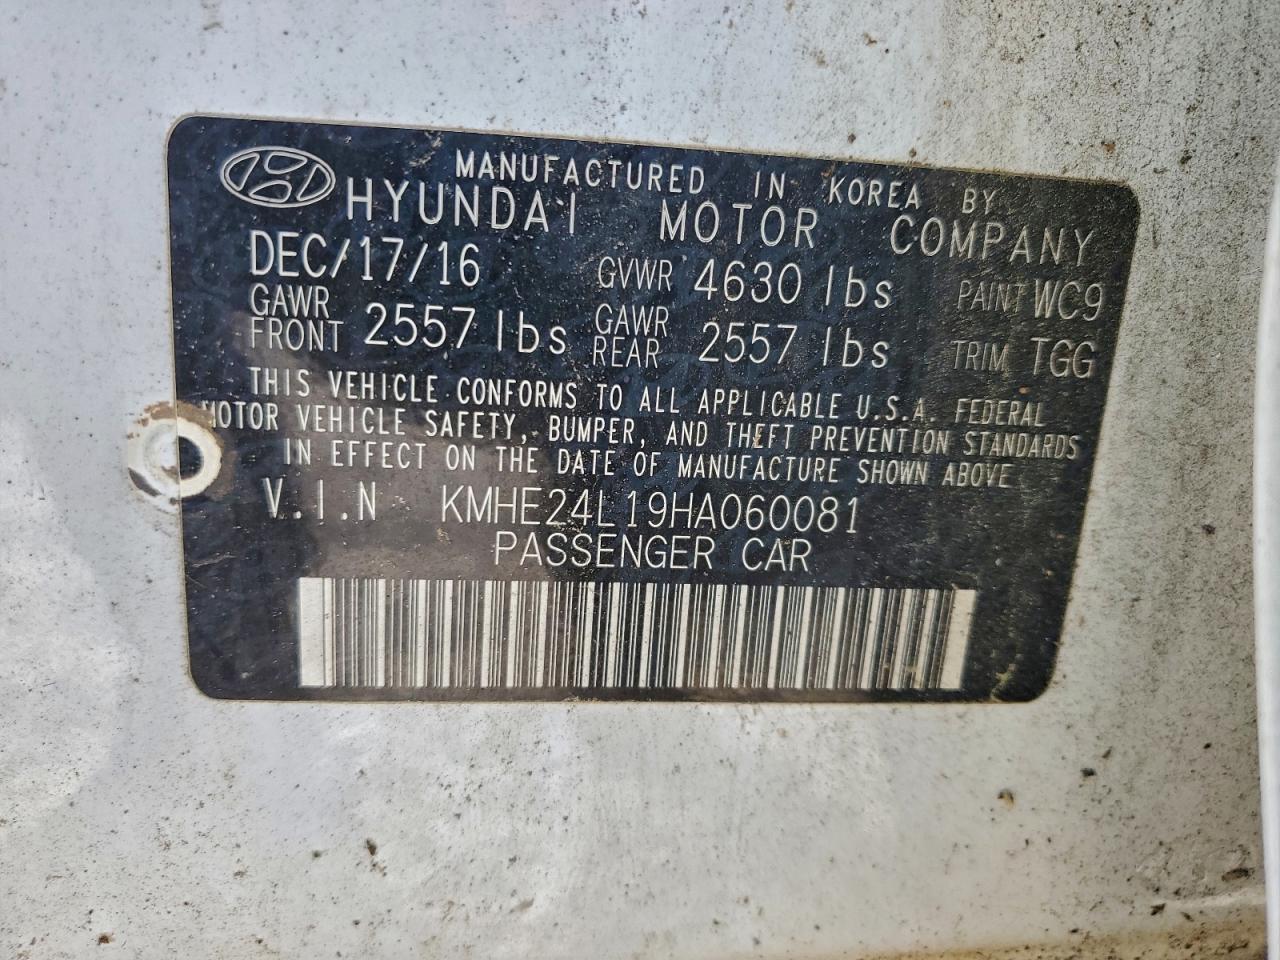 MANUFACTURED IN KOREA BY
HYUNDAI MOTOR COMPANY
DEC/17/16 GVWR 4630 lbs PAINT WC9
GAWR FRONT 2557 lbs GAWR REAR 2557 lbs TRIM TGG
THIS VEHICLE CONFORMS TO ALL APPLICABLE U.S.A. FEDERAL
MOTOR VEHICLE SAFETY, BUMPER, AND THEFT PREVENTION STANDARDS
IN EFFECT ON THE DATE OF MANUFACTURE SHOWN ABOVE
V.I.N KMHE24L19HA060081
PASSENGER CAR